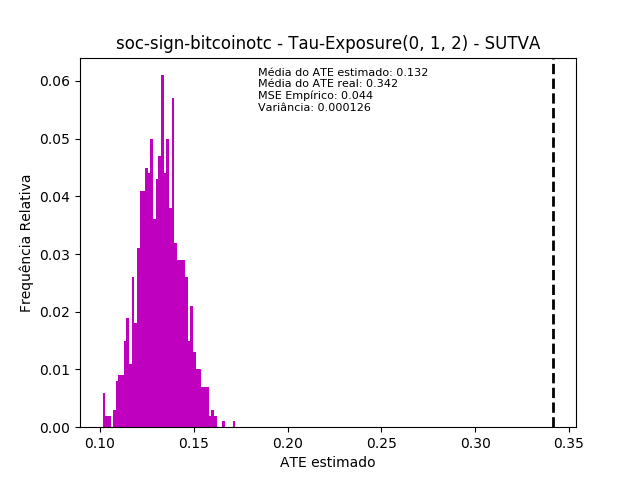 soc-sign-bitcoinotc - Tau-Exposure(0, 1, 2) - SUTVA
Média do ATE estimado: 0.132
Média do ATE real: 0.342
MSE Empírico: 0.044
Variância: 0.000126
Frequência Relativa
0.06
0.05
0.04
0.03
0.02
0.01
0.00
0.10 0.15 0.20 0.25 0.30 0.35
ATE estimado